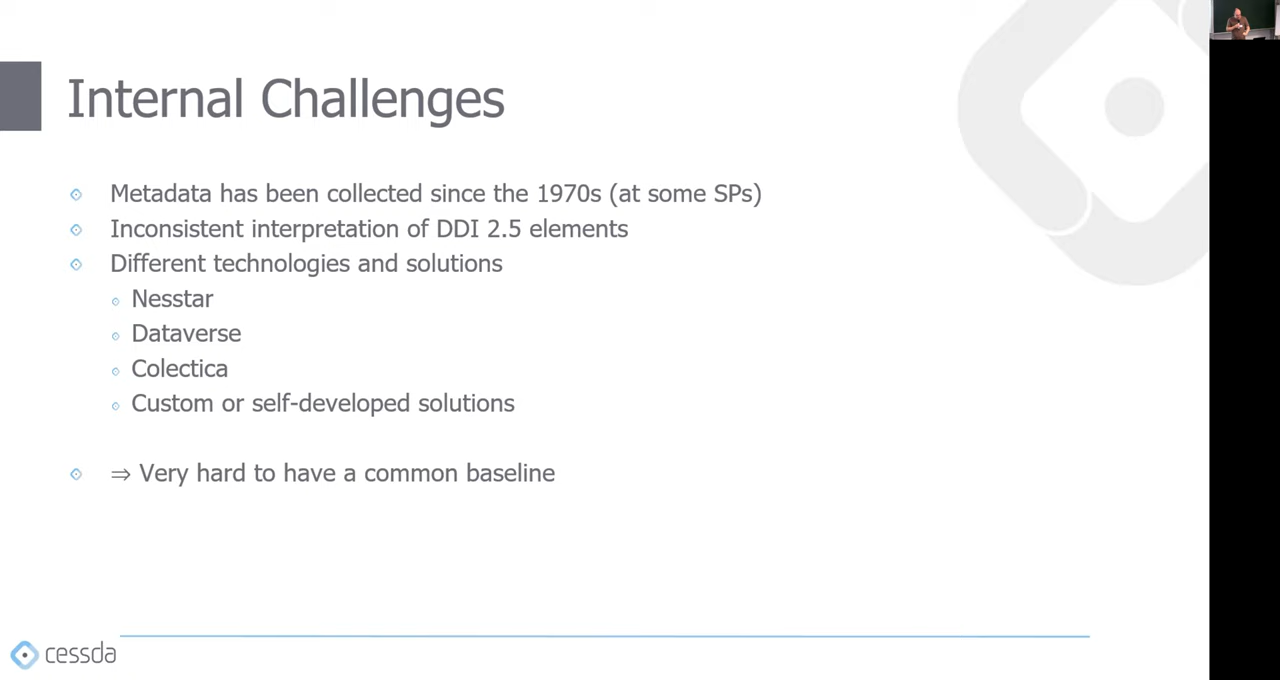 Internal Challenges
Metadata has been collected since the 1970s (at some SPs)
Inconsistent interpretation of DDI 2.5 elements
Different technologies and solutions
Nesstar
Dataverse
Colectica
Custom or self-developed solutions
⇒ Very hard to have a common baseline
cessda